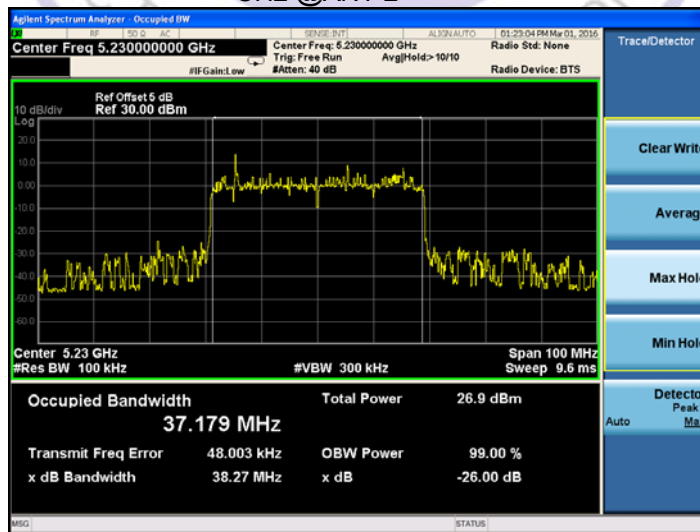 Agilent Spectrum Analyzer - Occupied BW
RF 50 Ω AC SENSE:INT ALIGN AUTO 01:23:04 PM Mar 01, 2016
Center Freq 5.230000000 GHz
Center Freq: 5.230000000 GHz
Radio Std: None
Trig: Free Run Avg|Hold:> 10/10
#IFGain:Low #Atten: 40 dB Radio Device: BTS
Trace/Detector
Ref Offset 5 dB
10 dB/div Ref 30.00 dBm
Log
20.0
10.0
0.00
-10.0
-20.0
-30.0
-40.0
-50.0
-60.0
Center 5.23 GHz Span 100 MHz
#Res BW 100 kHz #VBW 300 kHz Sweep 9.6 ms
Occupied Bandwidth Total Power 26.9 dBm
37.179 MHz
Transmit Freq Error 48.003 kHz OBW Power 99.00 %
x dB Bandwidth 38.27 MHz x dB -26.00 dB
Clear Write
Averag
Max Hol
Min Hol
Detecto
Peak
Auto Ma
MSG STATUS